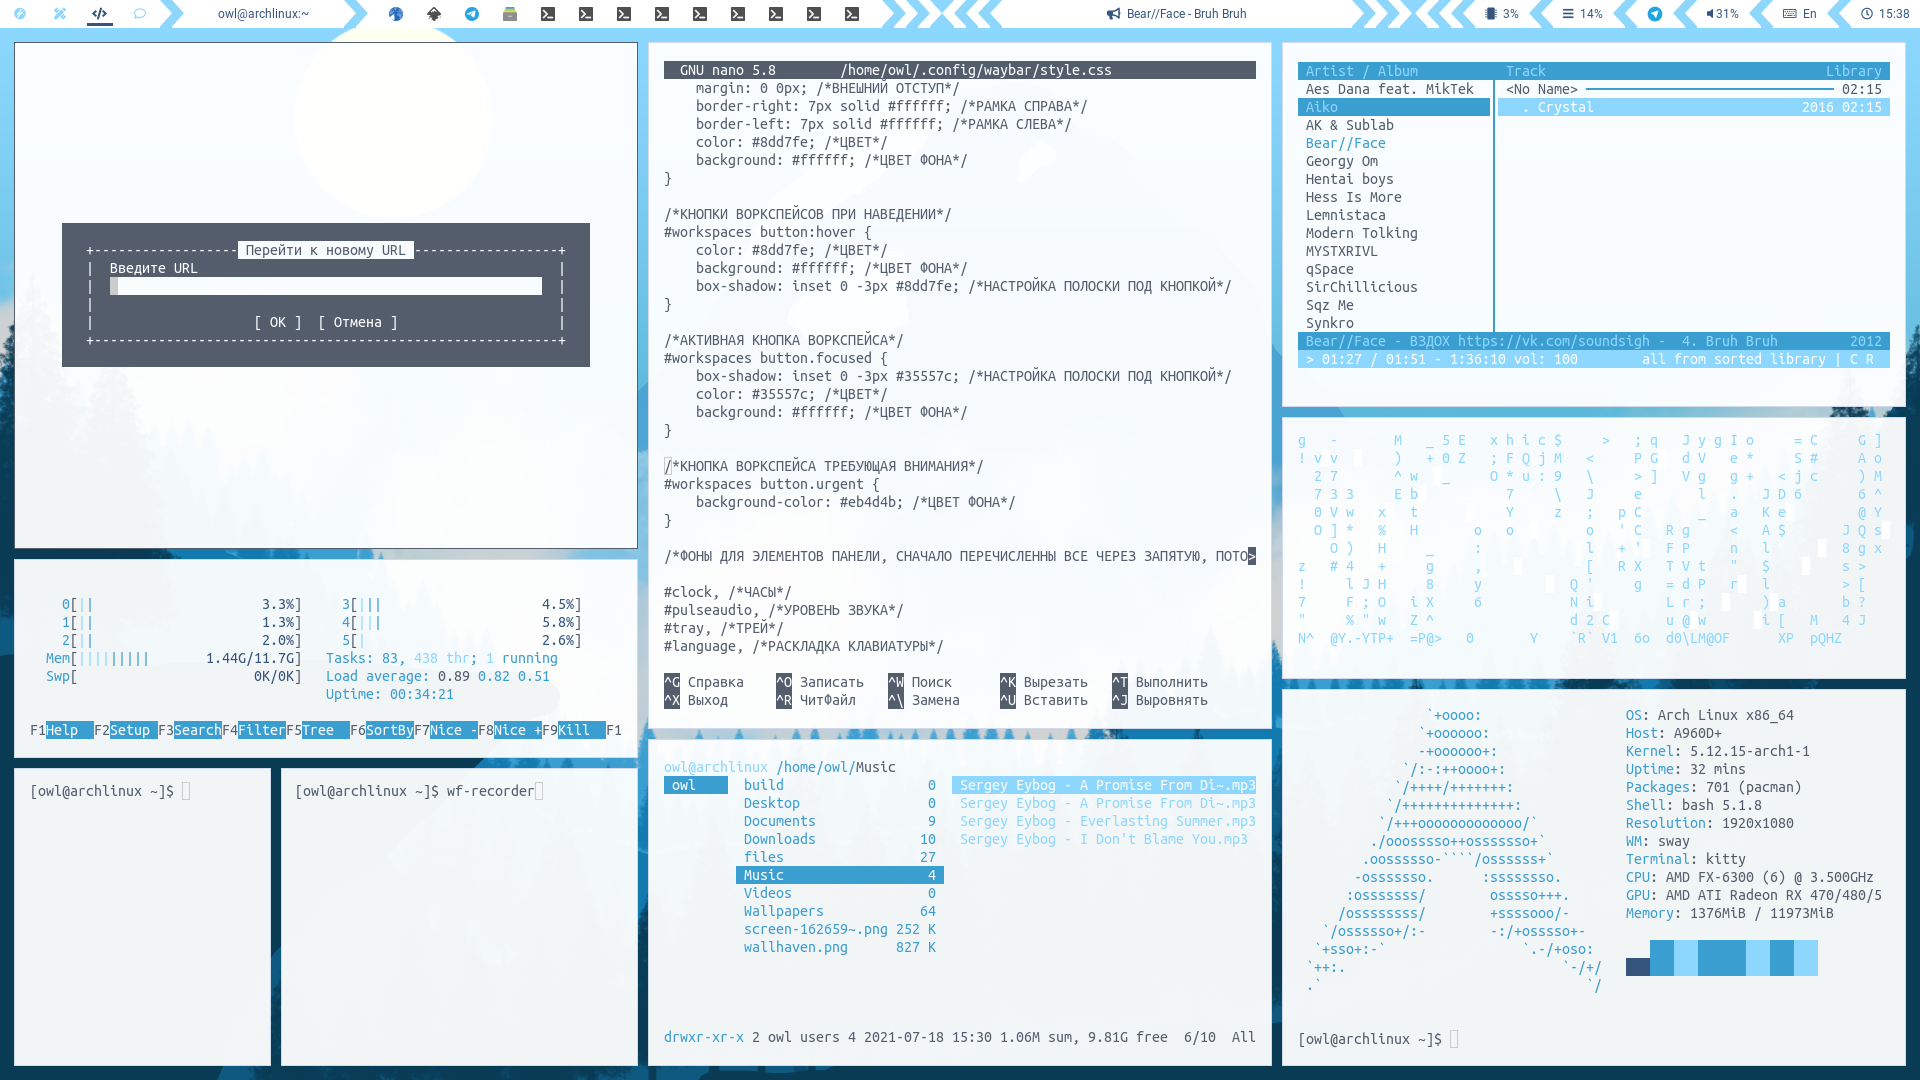 owl@archlinux:~
Bear//Face - Bruh Bruh
3%
14%
31%
En
15:38
Перейти к новому URL
Введите URL
[ OK ] [ Отмена ]
0[|| 3.3%] 3[||| 4.5%]
1[|| 1.3%] 4[||| 5.8%]
2[|| 2.0%] 5[| 2.6%]
Mem[||||||||| 1.44G/11.7G] Tasks: 83, 438 thr; 1 running
Swp[ 0K/0K] Load average: 0.89 0.82 0.51
Uptime: 00:34:21
F1Help F2Setup F3SearchF4FilterF5Tree F6SortByF7Nice -F8Nice +F9Kill F1
[owl@archlinux ~]$
[owl@archlinux ~]$ wf-recorder
GNU nano 5.8 /home/owl/.config/waybar/style.css
margin: 0 0px; /*ВНЕШНИЙ ОТСТУП*/
border-right: 7px solid #ffffff; /*РАМКА СПРАВА*/
border-left: 7px solid #ffffff; /*РАМКА СЛЕВА*/
color: #8dd7fe; /*ЦВЕТ*/
background: #ffffff; /*ЦВЕТ ФОНА*/
}
/*КНОПКИ ВОРКСПЕЙСОВ ПРИ НАВЕДЕНИИ*/
#workspaces button:hover {
color: #8dd7fe; /*ЦВЕТ*/
background: #ffffff; /*ЦВЕТ ФОНА*/
box-shadow: inset 0 -3px #8dd7fe; /*НАСТРОЙКА ПОЛОСКИ ПОД КНОПКОЙ*/
}
/*АКТИВНАЯ КНОПКА ВОРКСПЕЙСА*/
#workspaces button.focused {
box-shadow: inset 0 -3px #35557c; /*НАСТРОЙКА ПОЛОСКИ ПОД КНОПКОЙ*/
color: #35557c; /*ЦВЕТ*/
background: #ffffff; /*ЦВЕТ ФОНА*/
}
/*КНОПКА ВОРКСПЕЙСА ТРЕБУЮЩАЯ ВНИМАНИЯ*/
#workspaces button.urgent {
background-color: #eb4d4b; /*ЦВЕТ ФОНА*/
}
/*ФОНЫ ДЛЯ ЭЛЕМЕНТОВ ПАНЕЛИ, СНАЧАЛО ПЕРЕЧИСЛЕННЫ ВСЕ ЧЕРЕЗ ЗАПЯТУЮ, ПОТО>
#clock, /*ЧАСЫ*/
#pulseaudio, /*УРОВЕНЬ ЗВУКА*/
#tray, /*ТРЕЙ*/
#language, /*РАСКЛАДКА КЛАВИАТУРЫ*/
^G Справка ^O Записать ^W Поиск ^K Вырезать ^T Выполнить
^X Выход ^R ЧитФайл ^\ Замена ^U Вставить ^J Выровнять
owl@archlinux /home/owl/Music
owl build 0 Sergey Eybog - A Promise From Di~.mp3
Desktop 0 Sergey Eybog - A Promise From Di~.mp3
Documents 9 Sergey Eybog - Everlasting Summer.mp3
Downloads 10 Sergey Eybog - I Don't Blame You.mp3
files 27
Music 4
Videos 0
Wallpapers 64
screen-162659~.png 252 K
wallhaven.png 827 K
drwxr-xr-x 2 owl users 4 2021-07-18 15:30 1.06M sum, 9.81G free 6/10 All
Artist / Album Track Library
Aes Dana feat. MikTek <No Name> 02:15
Aiko . Crystal 2016 02:15
AK & Sublab
Bear//Face
Georgy Om
Hentai boys
Hess Is More
Lemnistaca
Modern Tolking
MYSTXRIVL
qSpace
SirChillicious
Sqz Me
Synkro
Bear//Face - ВЗДОХ https://vk.com/soundsigh - 4. Bruh Bruh 2012
> 01:27 / 01:51 - 1:36:10 vol: 100 all from sorted library | C R
OS: Arch Linux x86_64
Host: A960D+
Kernel: 5.12.15-arch1-1
Uptime: 32 mins
Packages: 701 (pacman)
Shell: bash 5.1.8
Resolution: 1920x1080
WM: sway
Terminal: kitty
CPU: AMD FX-6300 (6) @ 3.500GHz
GPU: AMD ATI Radeon RX 470/480/5
Memory: 1376MiB / 11973MiB
[owl@archlinux ~]$